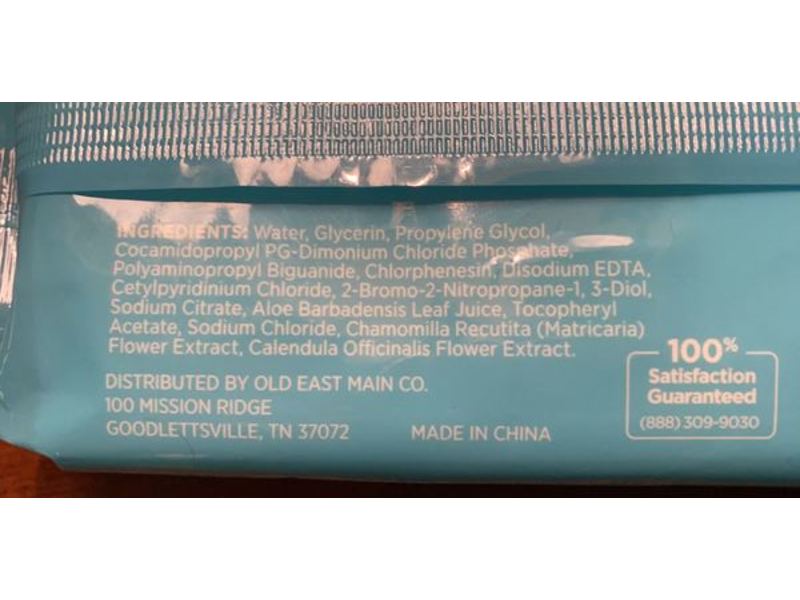 INGREDIENTS: Water, Glycerin, Propylene Glycol,
Cocamidopropyl PG-Dimonium Chloride Phosphate,
Polyaminopropyl Biguanide, Chlorphenesin, Disodium EDTA,
Cetylpyridinium Chloride, 2-Bromo-2-Nitropropane-1, 3-Diol,
Sodium Citrate, Aloe Barbadensis Leaf Juice, Tocopheryl
Acetate, Sodium Chloride, Chamomilla Recutita (Matricaria)
Flower Extract, Calendula Officinalis Flower Extract.
DISTRIBUTED BY OLD EAST MAIN CO.
100 MISSION RIDGE
GOODLETTSVILLE, TN 37072
MADE IN CHINA
100%
Satisfaction
Guaranteed
(888) 309-9030